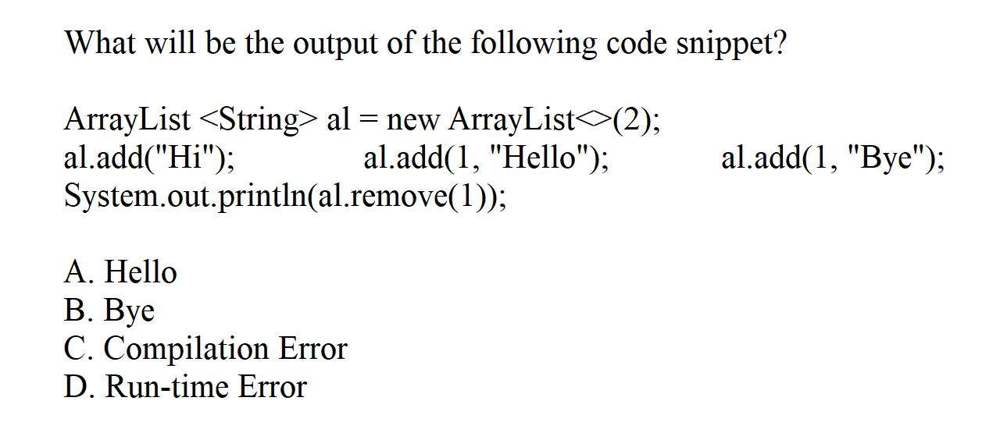 What will be the output of the following code snippet?
ArrayList <String> al = new ArrayList<>(2);
al.add("Hi"); al.add(1, "Hello"); al.add(1, "Bye");
System.out.println(al.remove(1));
A. Hello
B. Bye
C. Compilation Error
D. Run-time Error